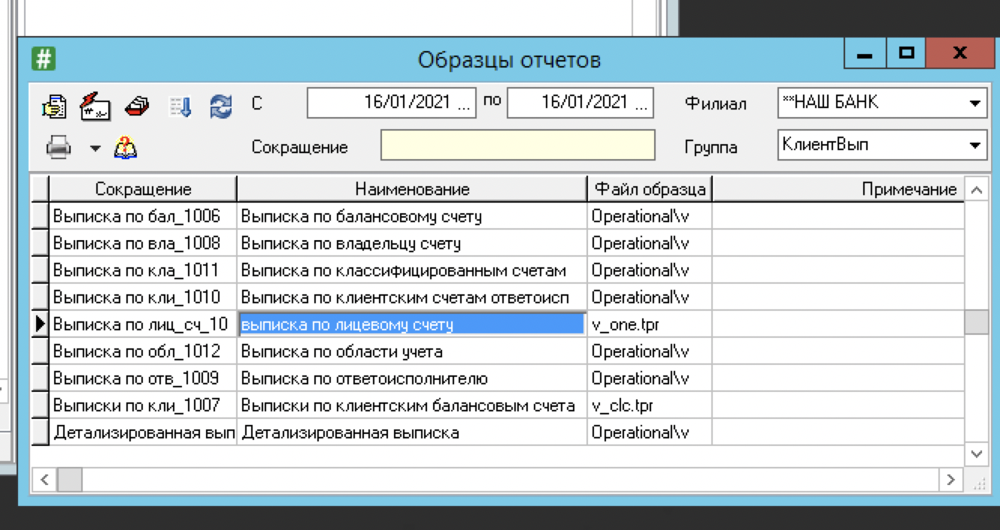 #
Образцы отчетов
С 16/01/2021 ... по 16/01/2021 ... Филиал **НАШ БАНК
Сокращение Группа КлиентВып
Сокращение Наименование Файл образца Примечание
Выписка по бал_1006 Выписка по балансовому счету Operational\v
Выписка по вла_1008 Выписка по владельцу счету Operational\v
Выписка по кла_1011 Выписка по классифицированным счетам Operational\v
Выписка по кли_1010 Выписка по клиентским счетам ответоисп Operational\v
Выписка по лиц_сч_10 выписка по лицевому счету v_one.tpr
Выписка по обл_1012 Выписка по области учета Operational\v
Выписка по отв_1009 Выписка по ответоисполнителю Operational\v
Выписки по кли_1007 Выписки по клиентским балансовым счета v_clc.tpr
Детализированная вып Детализированная выписка Operational\v